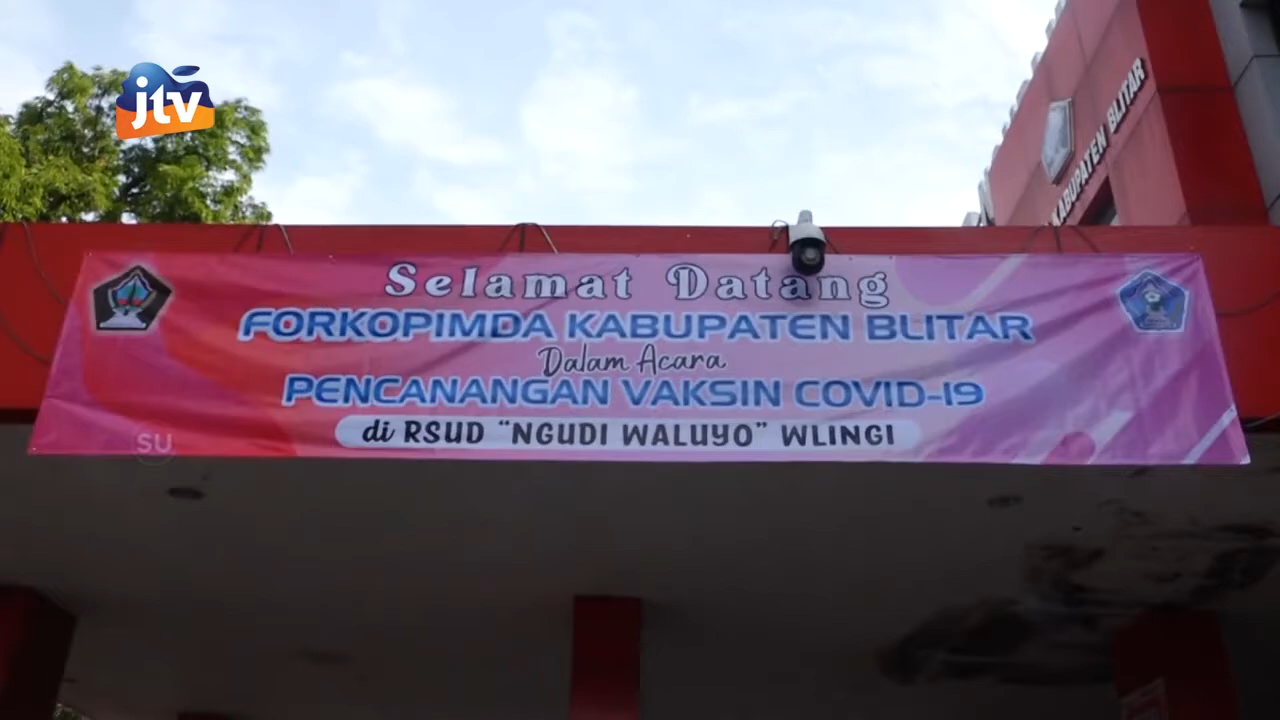 jtv
KABUPATEN BLITAR
Selamat Datang
FORKOPIMDA KABUPATEN BLITAR
Dalam Acara
PENCANANGAN VAKSIN COVID-19
di RSUD "NGUDI WALUYO" WLINGI
SU